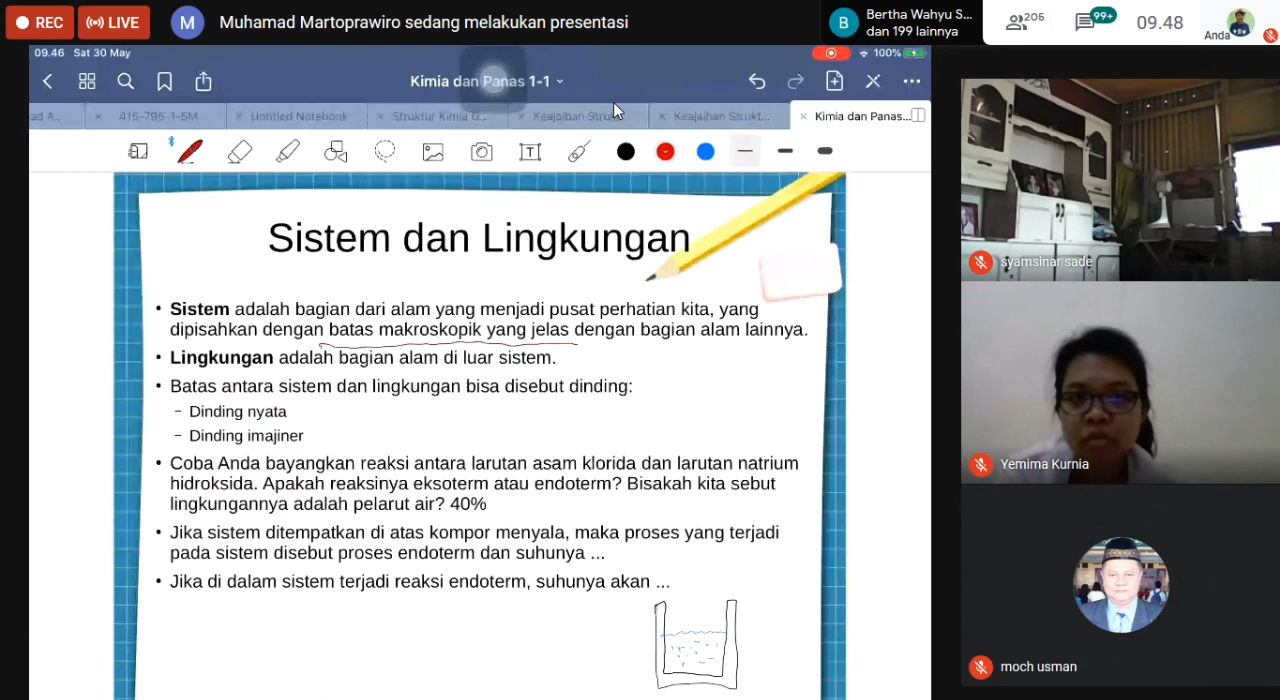 REC
LIVE
M
Muhamad Martoprawiro sedang melakukan presentasi
B
Bertha Wahyu S...
dan 199 lainnya
205
99+
09.48
Anda
09.46 Sat 30 May
100%
Kimia dan Panas 1-1
ad A...
415-795-1-SM
Untitled Notebook
Struktur Kimia G...
Keajaiban Struk...
Keajaiban Strukt...
Kimia dan Panas...
T
Sistem dan Lingkungan
• Sistem adalah bagian dari alam yang menjadi pusat perhatian kita, yang
dipisahkan dengan batas makroskopik yang jelas dengan bagian alam lainnya.
• Lingkungan adalah bagian alam di luar sistem.
• Batas antara sistem dan lingkungan bisa disebut dinding:
– Dinding nyata
– Dinding imajiner
• Coba Anda bayangkan reaksi antara larutan asam klorida dan larutan natrium
hidroksida. Apakah reaksinya eksoterm atau endoterm? Bisakah kita sebut
lingkungannya adalah pelarut air? 40%
• Jika sistem ditempatkan di atas kompor menyala, maka proses yang terjadi
pada sistem disebut proses endoterm dan suhunya ...
• Jika di dalam sistem terjadi reaksi endoterm, suhunya akan ...
syamsinar sade
Yemima Kurnia
moch usman